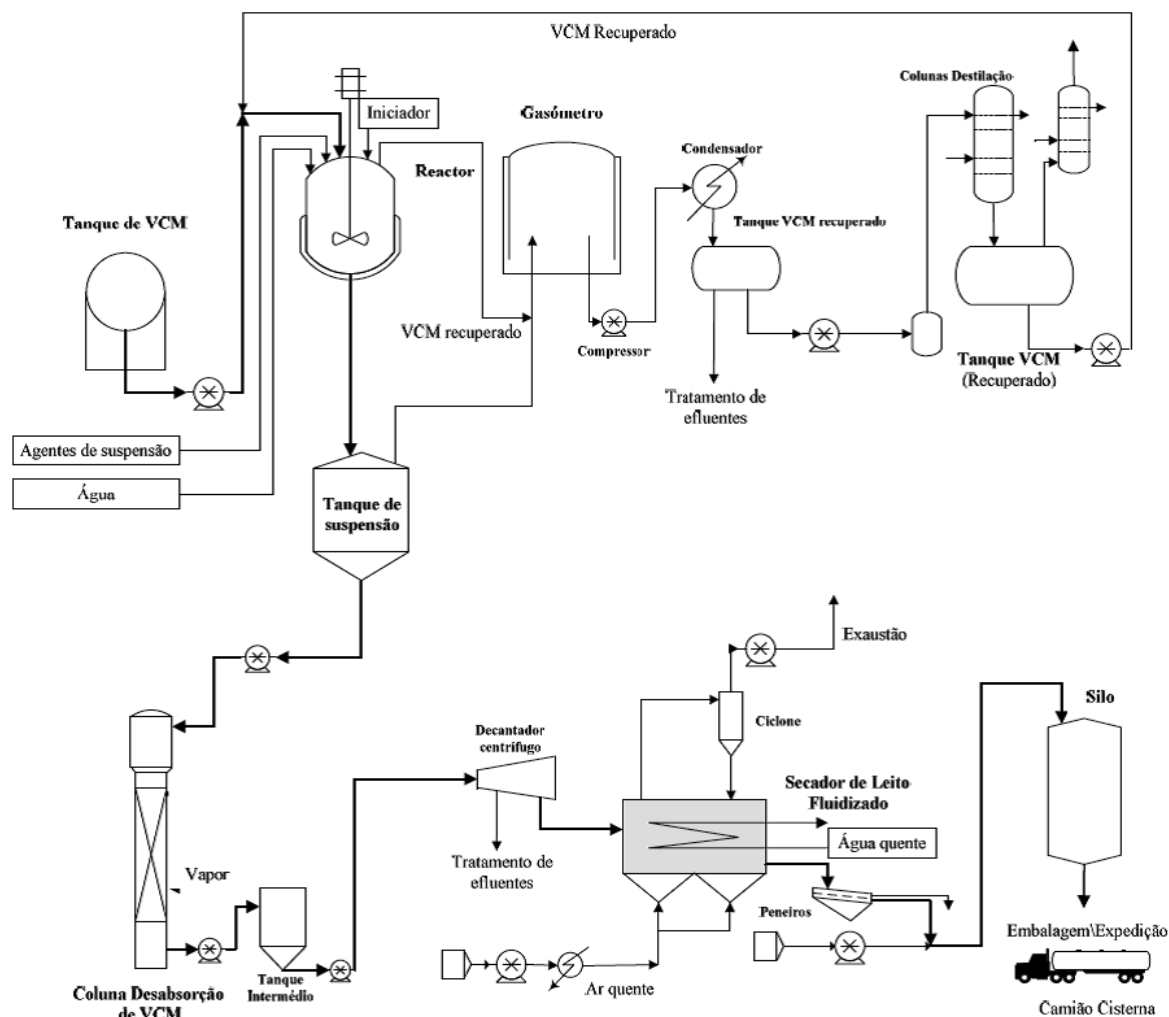 VCM Recuperado
Colunas Destilação
Iniciador
Gasómetro
Condensador
Reactor
Tanque de VCM
Tanque VCM recuperado
VCM recuperado
Compressor
Tanque VCM
(Recuperado)
Tratamento de
efluentes
Agentes de suspensão
Água
Tanque de
suspensão
Exaustão
Silo
Decantador
centrífugo
Ciclone
Secador de Leito
Fluidizado
Água quente
Tratamento de
efluentes
Vapor
Peneiros
Embalagem\Expedição
Tanque
Intermédio
Ar quente
Coluna Desabsorção
de VCM
Camião Cisterna